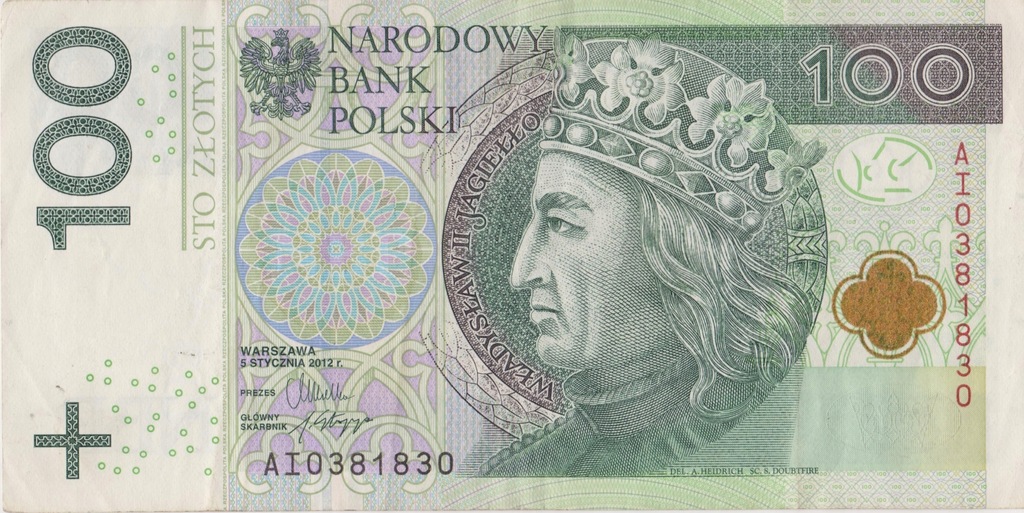 100
STO ZŁOTYCH
NARODOWY
BANK
POLSKI
100
WŁADYSŁAW II JAGIEŁŁO
AI0381830
WARSZAWA
5 STYCZNIA 2012 r.
PREZES
GŁÓWNY
SKARBNIK
AI0381830
DEL. A. HEIDRICH SC. S. DOUBTFIRE